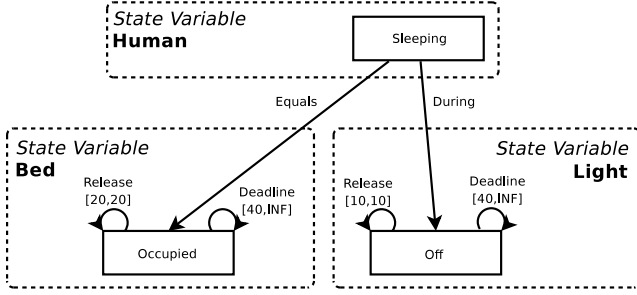 State Variable
Human
Sleeping
Equals
During
State Variable
Bed
Release
[20,20]
Deadline
[40,INF]
Occupied
State Variable
Light
Release
[10,10]
Deadline
[40,INF]
Off